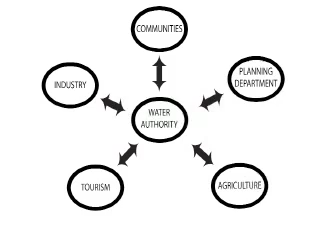 COMMUNITIES
PLANNING
DEPARTMENT
INDUSTRY
WATER
AUTHORITY
TOURISM
AGRICULTURE